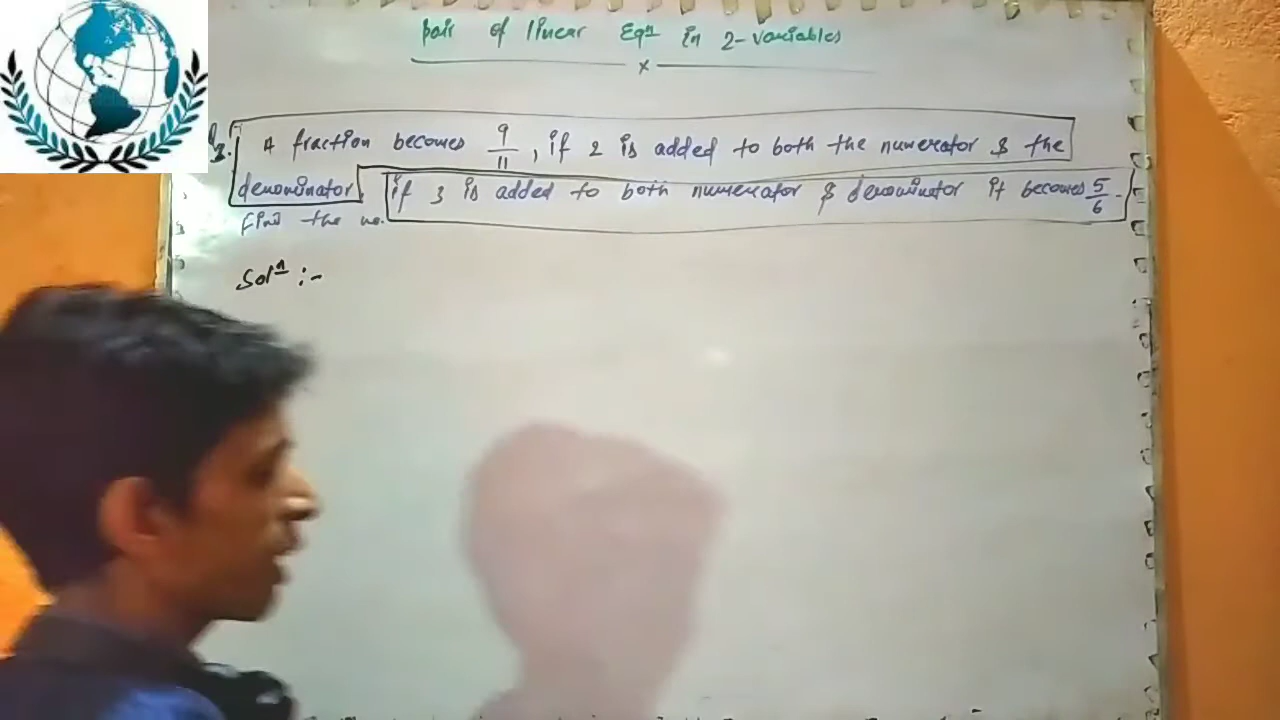 pair of linear Eqn in 2-variables
x
3. A fraction becomes 9/11, if 2 is added to both the numerator & the
denominator. if 3 is added to both numerator & denominator it becomes 5/6.
find the no.
Soln :-